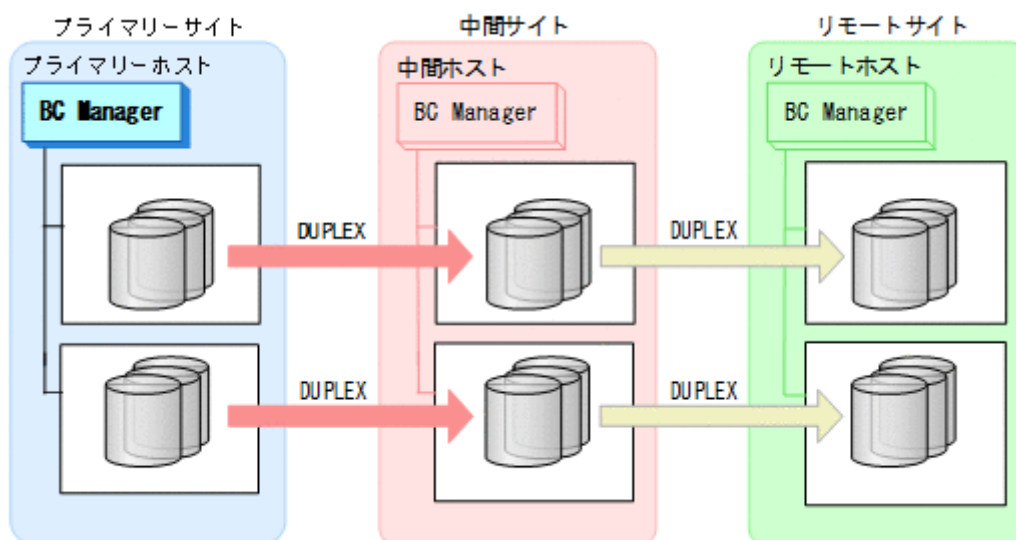 プライマリーサイト
中間サイト
リモートサイト
プライマリーホスト
中間ホスト
リモートホスト
BC Manager
BC Manager
BC Manager
DUPLEX
DUPLEX
DUPLEX
DUPLEX